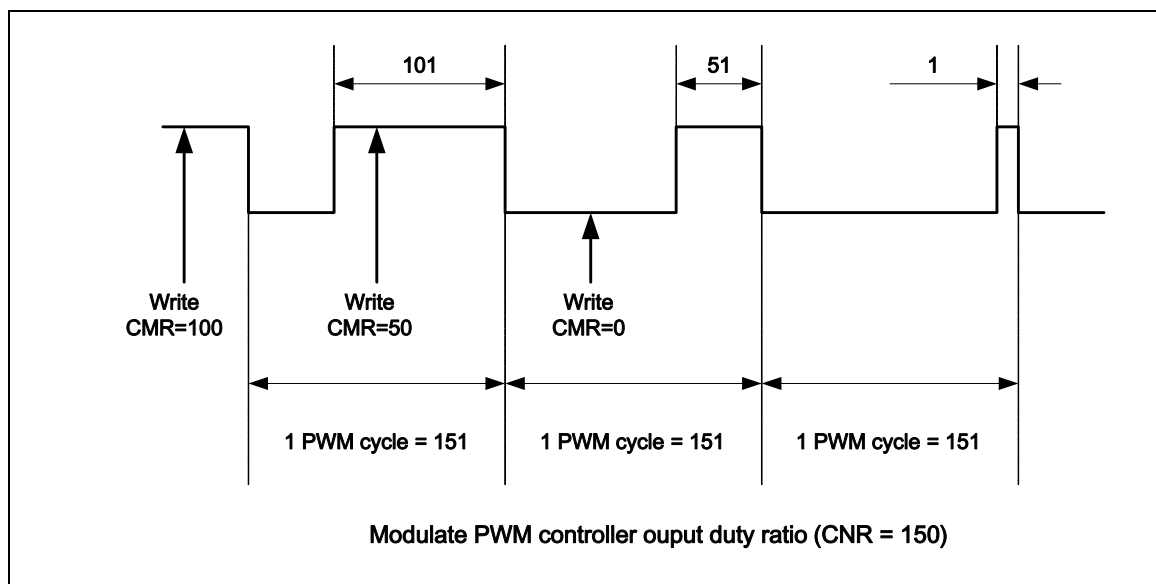 101
51
1
Write
CMR=100
Write
CMR=50
Write
CMR=0
1 PWM cycle = 151
1 PWM cycle = 151
1 PWM cycle = 151
Modulate PWM controller ouput duty ratio (CNR = 150)